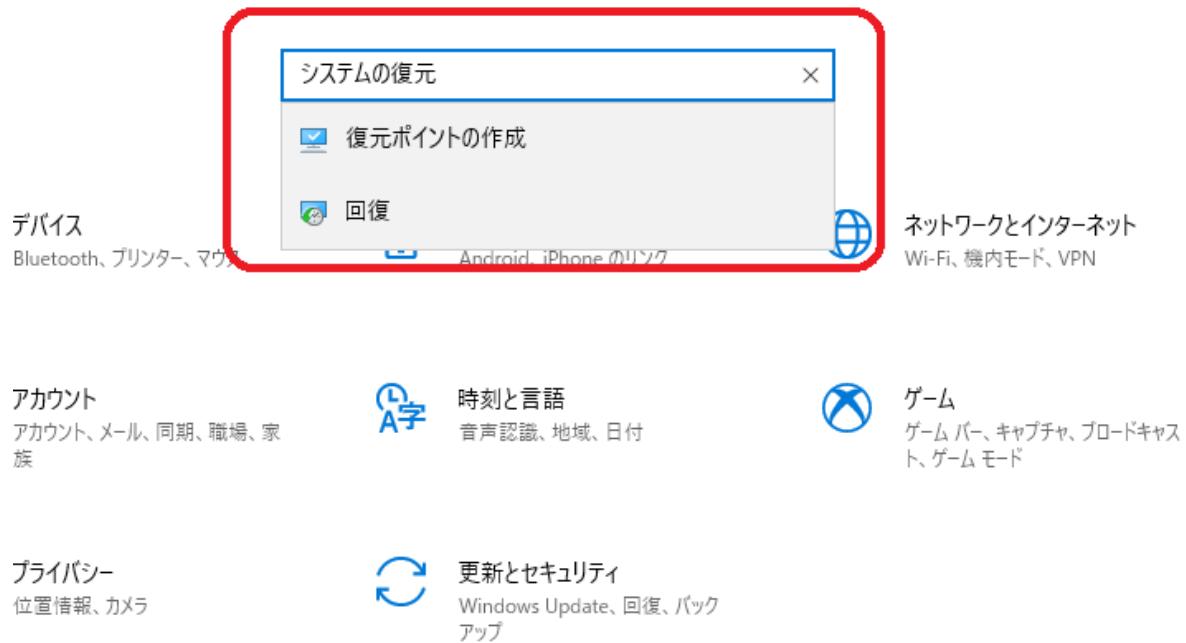 システムの復元
復元ポイントの作成
回復
デバイス
Bluetooth、プリンター、マウス
Android、iPhone のリンク
ネットワークとインターネット
Wi-Fi、機内モード、VPN
アカウント
アカウント、メール、同期、職場、家
族
時刻と言語
音声認識、地域、日付
ゲーム
ゲーム バー、キャプチャ、ブロードキャス
ト、ゲーム モード
プライバシー
位置情報、カメラ
更新とセキュリティ
Windows Update、回復、バック
アップ